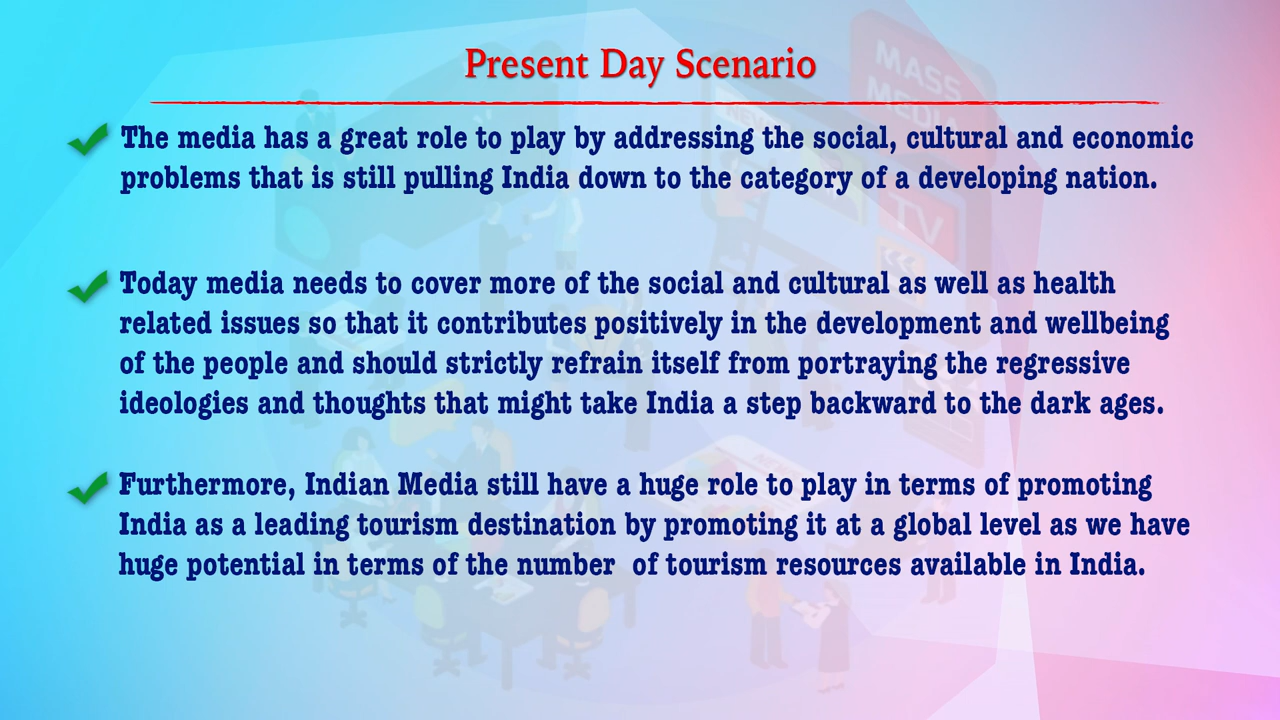 Present Day Scenario
The media has a great role to play by addressing the social, cultural and economic
problems that is still pulling India down to the category of a developing nation.
Today media needs to cover more of the social and cultural as well as health
related issues so that it contributes positively in the development and wellbeing
of the people and should strictly refrain itself from portraying the regressive
ideologies and thoughts that might take India a step backward to the dark ages.
Furthermore, Indian Media still have a huge role to play in terms of promoting
India as a leading tourism destination by promoting it at a global level as we have
huge potential in terms of the number  of tourism resources available in India.
MASS
MEDIA
NEWS
TV